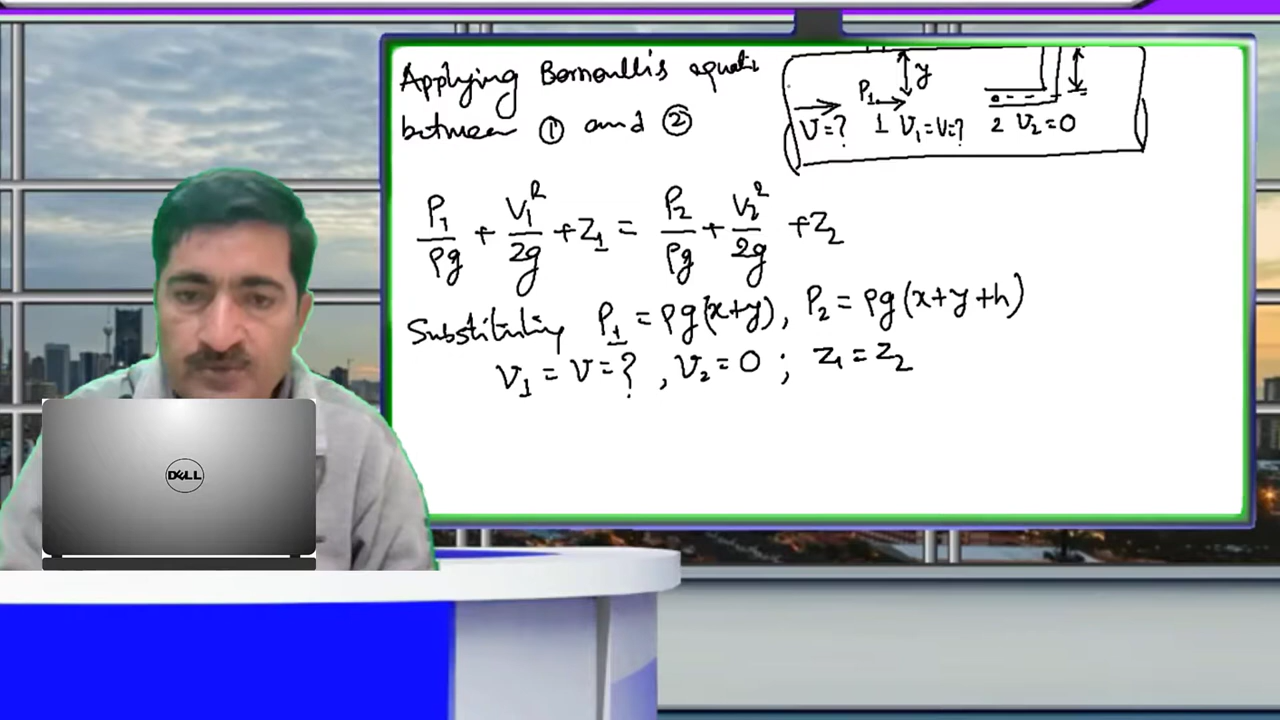 Applying Bernoullis equati
between ① and ②
y
P₁
V=? 1 V₁=V=? 2 V₂=0
P₁/ρg + V₁²/2g + Z₁ = P₂/ρg + V₂²/2g + Z₂
Substituting P₁ = ρg(x+y), P₂ = ρg(x+y+h)
V₁ = V = ?, V₂ = 0 ; Z₁ = Z₂
DELL